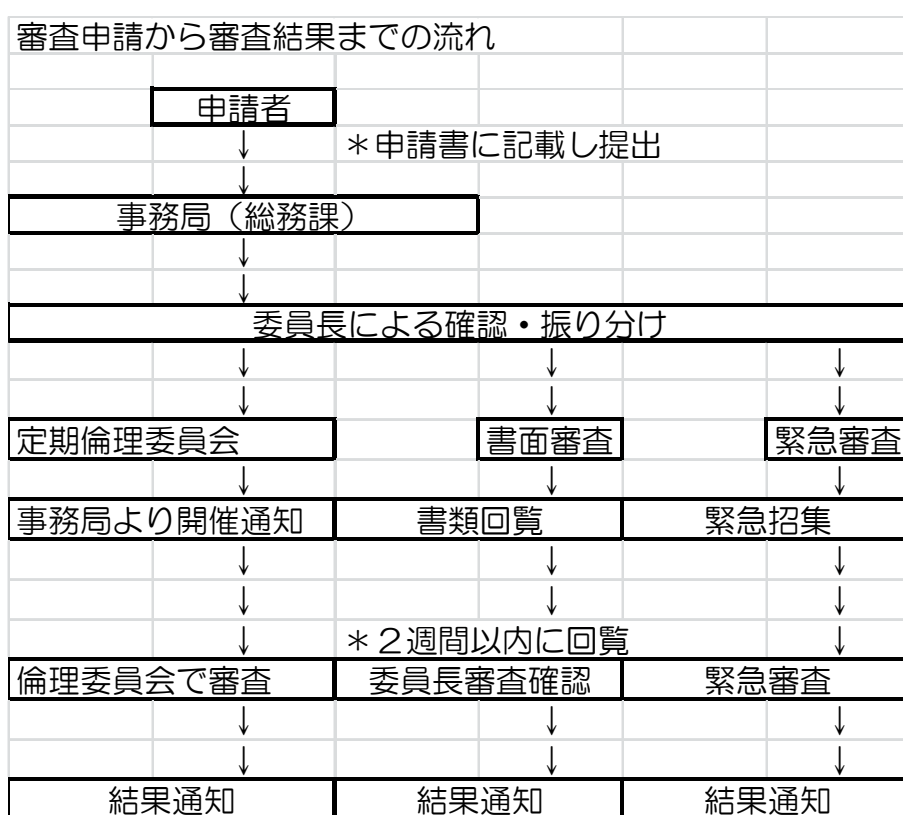 審査申請から審査結果までの流れ
申請者
↓ ＊申請書に記載し提出
↓
事務局（総務課）
↓
↓
委員長による確認・振り分け
↓ ↓ ↓
↓ ↓ ↓
定期倫理委員会 書面審査 緊急審査
↓ ↓ ↓
事務局より開催通知 書類回覧 緊急招集
↓ ↓ ↓
↓ ↓ ↓
↓ ＊２週間以内に回覧 ↓
倫理委員会で審査 委員長審査確認 緊急審査
↓ ↓ ↓
↓ ↓ ↓
結果通知 結果通知 結果通知